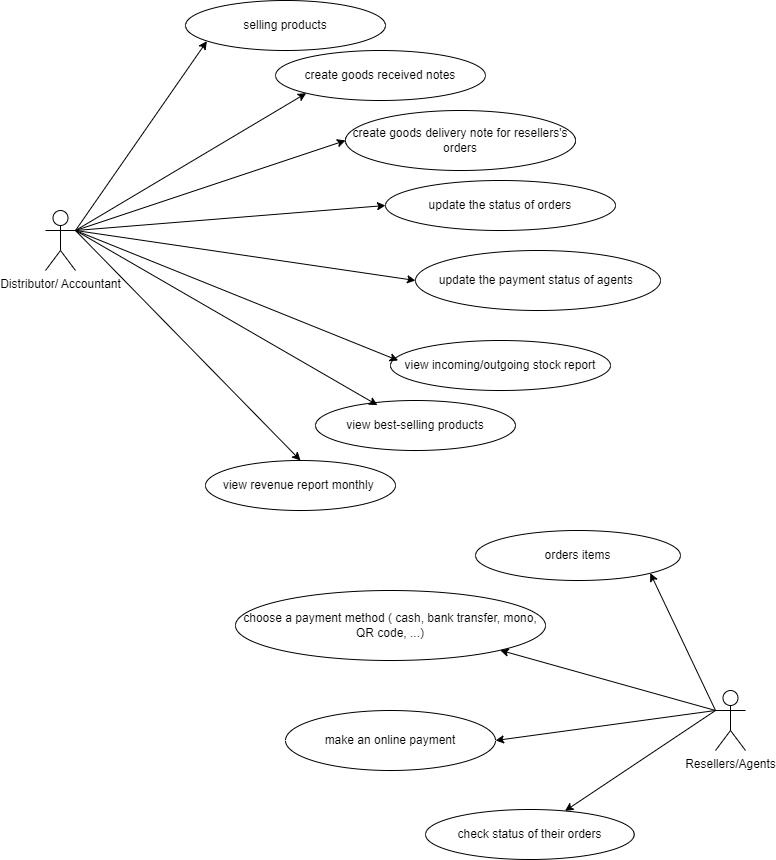 selling products
create goods received notes
create goods delivery note for resellers's
orders
update the status of orders
Distributor/ Accountant
update the payment status of agents
view incoming/outgoing stock report
view best-selling products
view revenue report monthly
orders items
choose a payment method ( cash, bank transfer, mono,
QR code, ...)
make an online payment
Resellers/Agents
check status of their orders